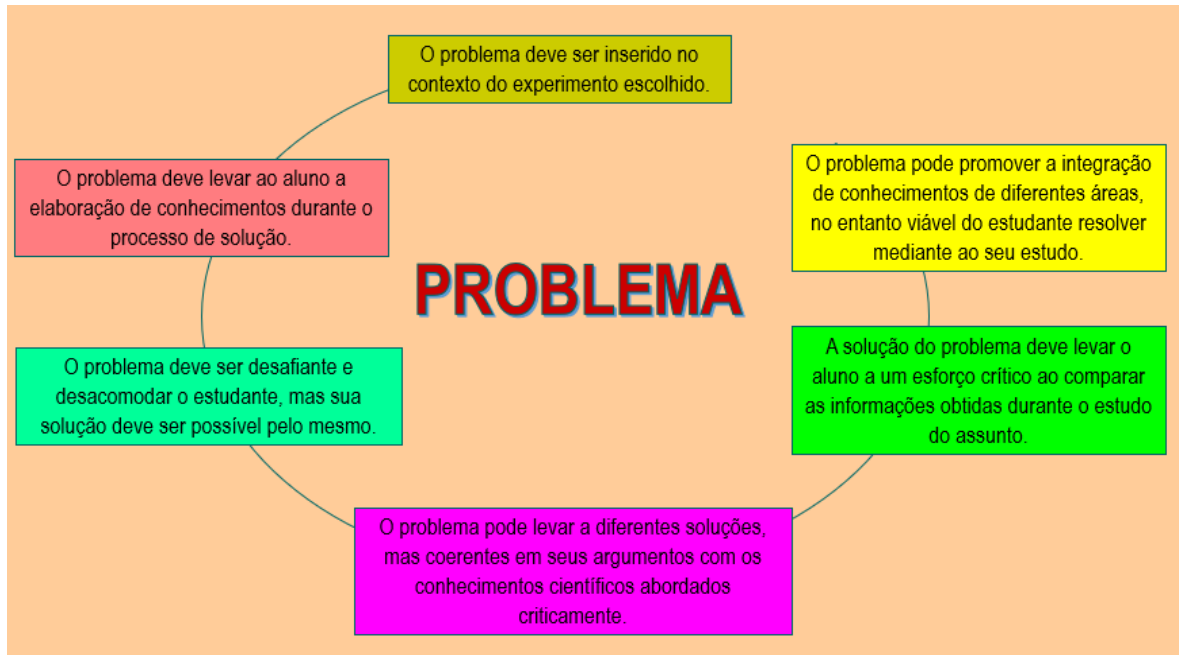 O problema deve ser inserido no
contexto do experimento escolhido.
O problema deve levar ao aluno a
elaboração de conhecimentos durante o
processo de solução.
O problema deve ser desafiante e
desacomodar o estudante, mas sua
solução deve ser possível pelo mesmo.
O problema pode levar a diferentes soluções,
mas coerentes em seus argumentos com os
conhecimentos científicos abordados
criticamente.
A solução do problema deve levar o
aluno a um esforço crítico ao comparar
as informações obtidas durante o estudo
do assunto.
O problema pode promover a integração
de conhecimentos de diferentes áreas,
no entanto viável do estudante resolver
mediante ao seu estudo.
PROBLEMA